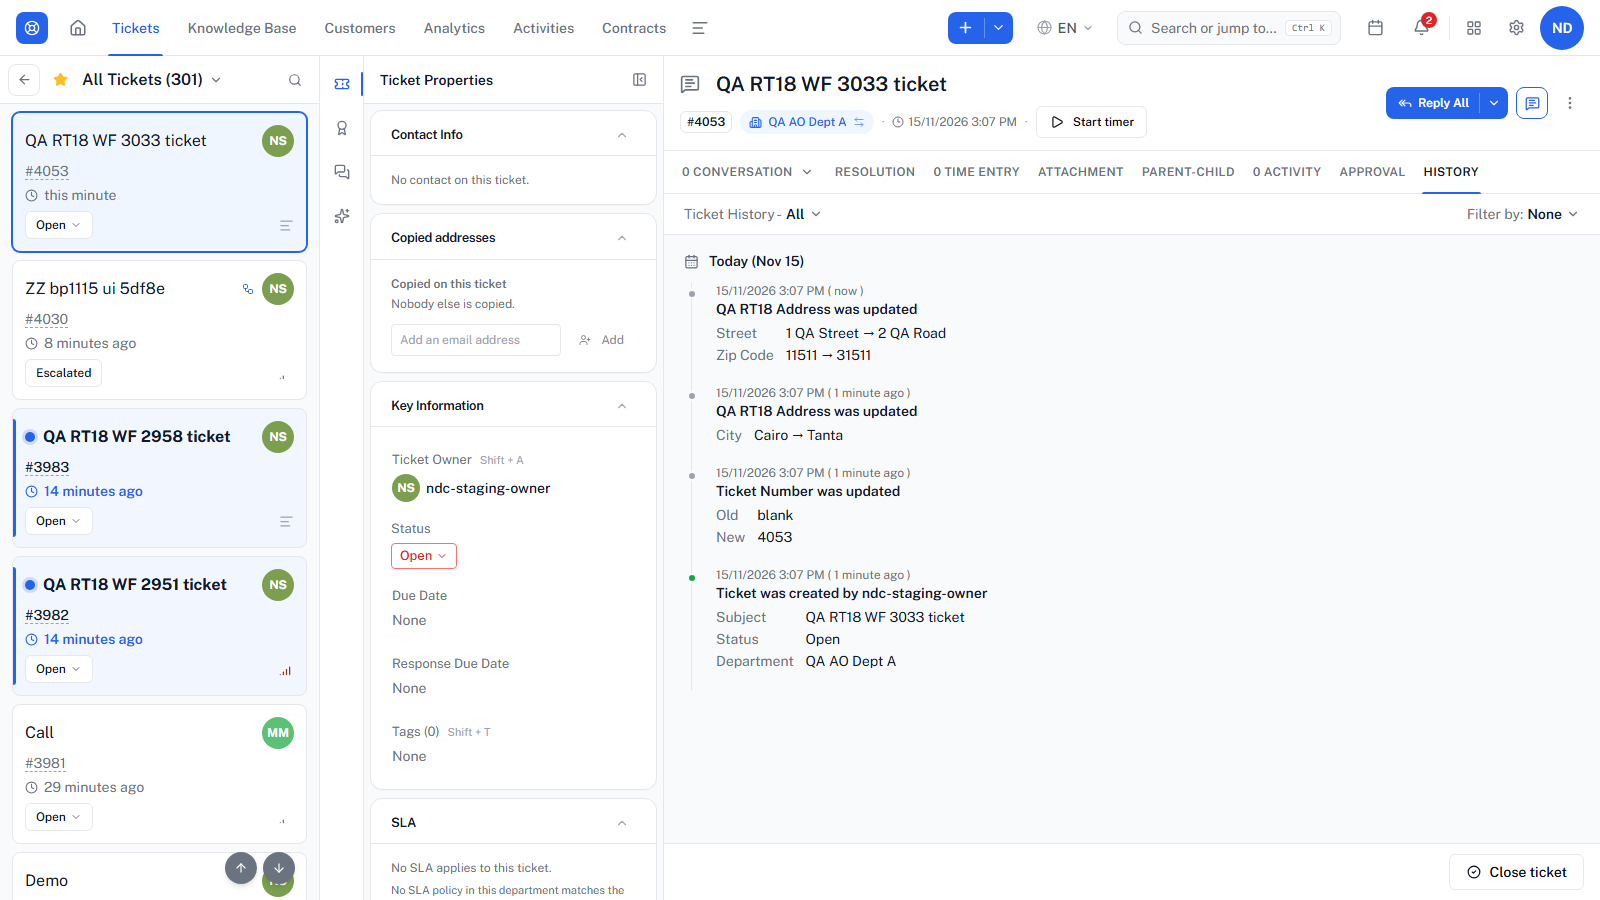 Tickets
Knowledge Base
Customers
Analytics
Activities
Contracts
EN
Search or jump to...
Ctrl K
2
ND
All Tickets (301)
QA RT18 WF 3033 ticket
NS
#4053
this minute
Open
ZZ bp1115 ui 5df8e
NS
#4030
8 minutes ago
Escalated
QA RT18 WF 2958 ticket
NS
#3983
14 minutes ago
Open
QA RT18 WF 2951 ticket
NS
#3982
14 minutes ago
Open
Call
MM
#3981
29 minutes ago
Open
Demo
Ticket Properties
Contact Info
No contact on this ticket.
Copied addresses
Copied on this ticket
Nobody else is copied.
Add an email address
Add
Key Information
Ticket Owner Shift + A
NS ndc-staging-owner
Status
Open
Due Date
None
Response Due Date
None
Tags (0) Shift + T
None
SLA
No SLA applies to this ticket.
No SLA policy in this department matches the
QA RT18 WF 3033 ticket
#4053 QA AO Dept A · 15/11/2026 3:07 PM · Start timer
Reply All
0 CONVERSATION RESOLUTION 0 TIME ENTRY ATTACHMENT PARENT-CHILD 0 ACTIVITY APPROVAL HISTORY
Ticket History - All
Filter by: None
Today (Nov 15)
15/11/2026 3:07 PM ( now )
QA RT18 Address was updated
Street 1 QA Street → 2 QA Road
Zip Code 11511 → 31511
15/11/2026 3:07 PM ( 1 minute ago )
QA RT18 Address was updated
City Cairo → Tanta
15/11/2026 3:07 PM ( 1 minute ago )
Ticket Number was updated
Old blank
New 4053
15/11/2026 3:07 PM ( 1 minute ago )
Ticket was created by ndc-staging-owner
Subject QA RT18 WF 3033 ticket
Status Open
Department QA AO Dept A
Close ticket